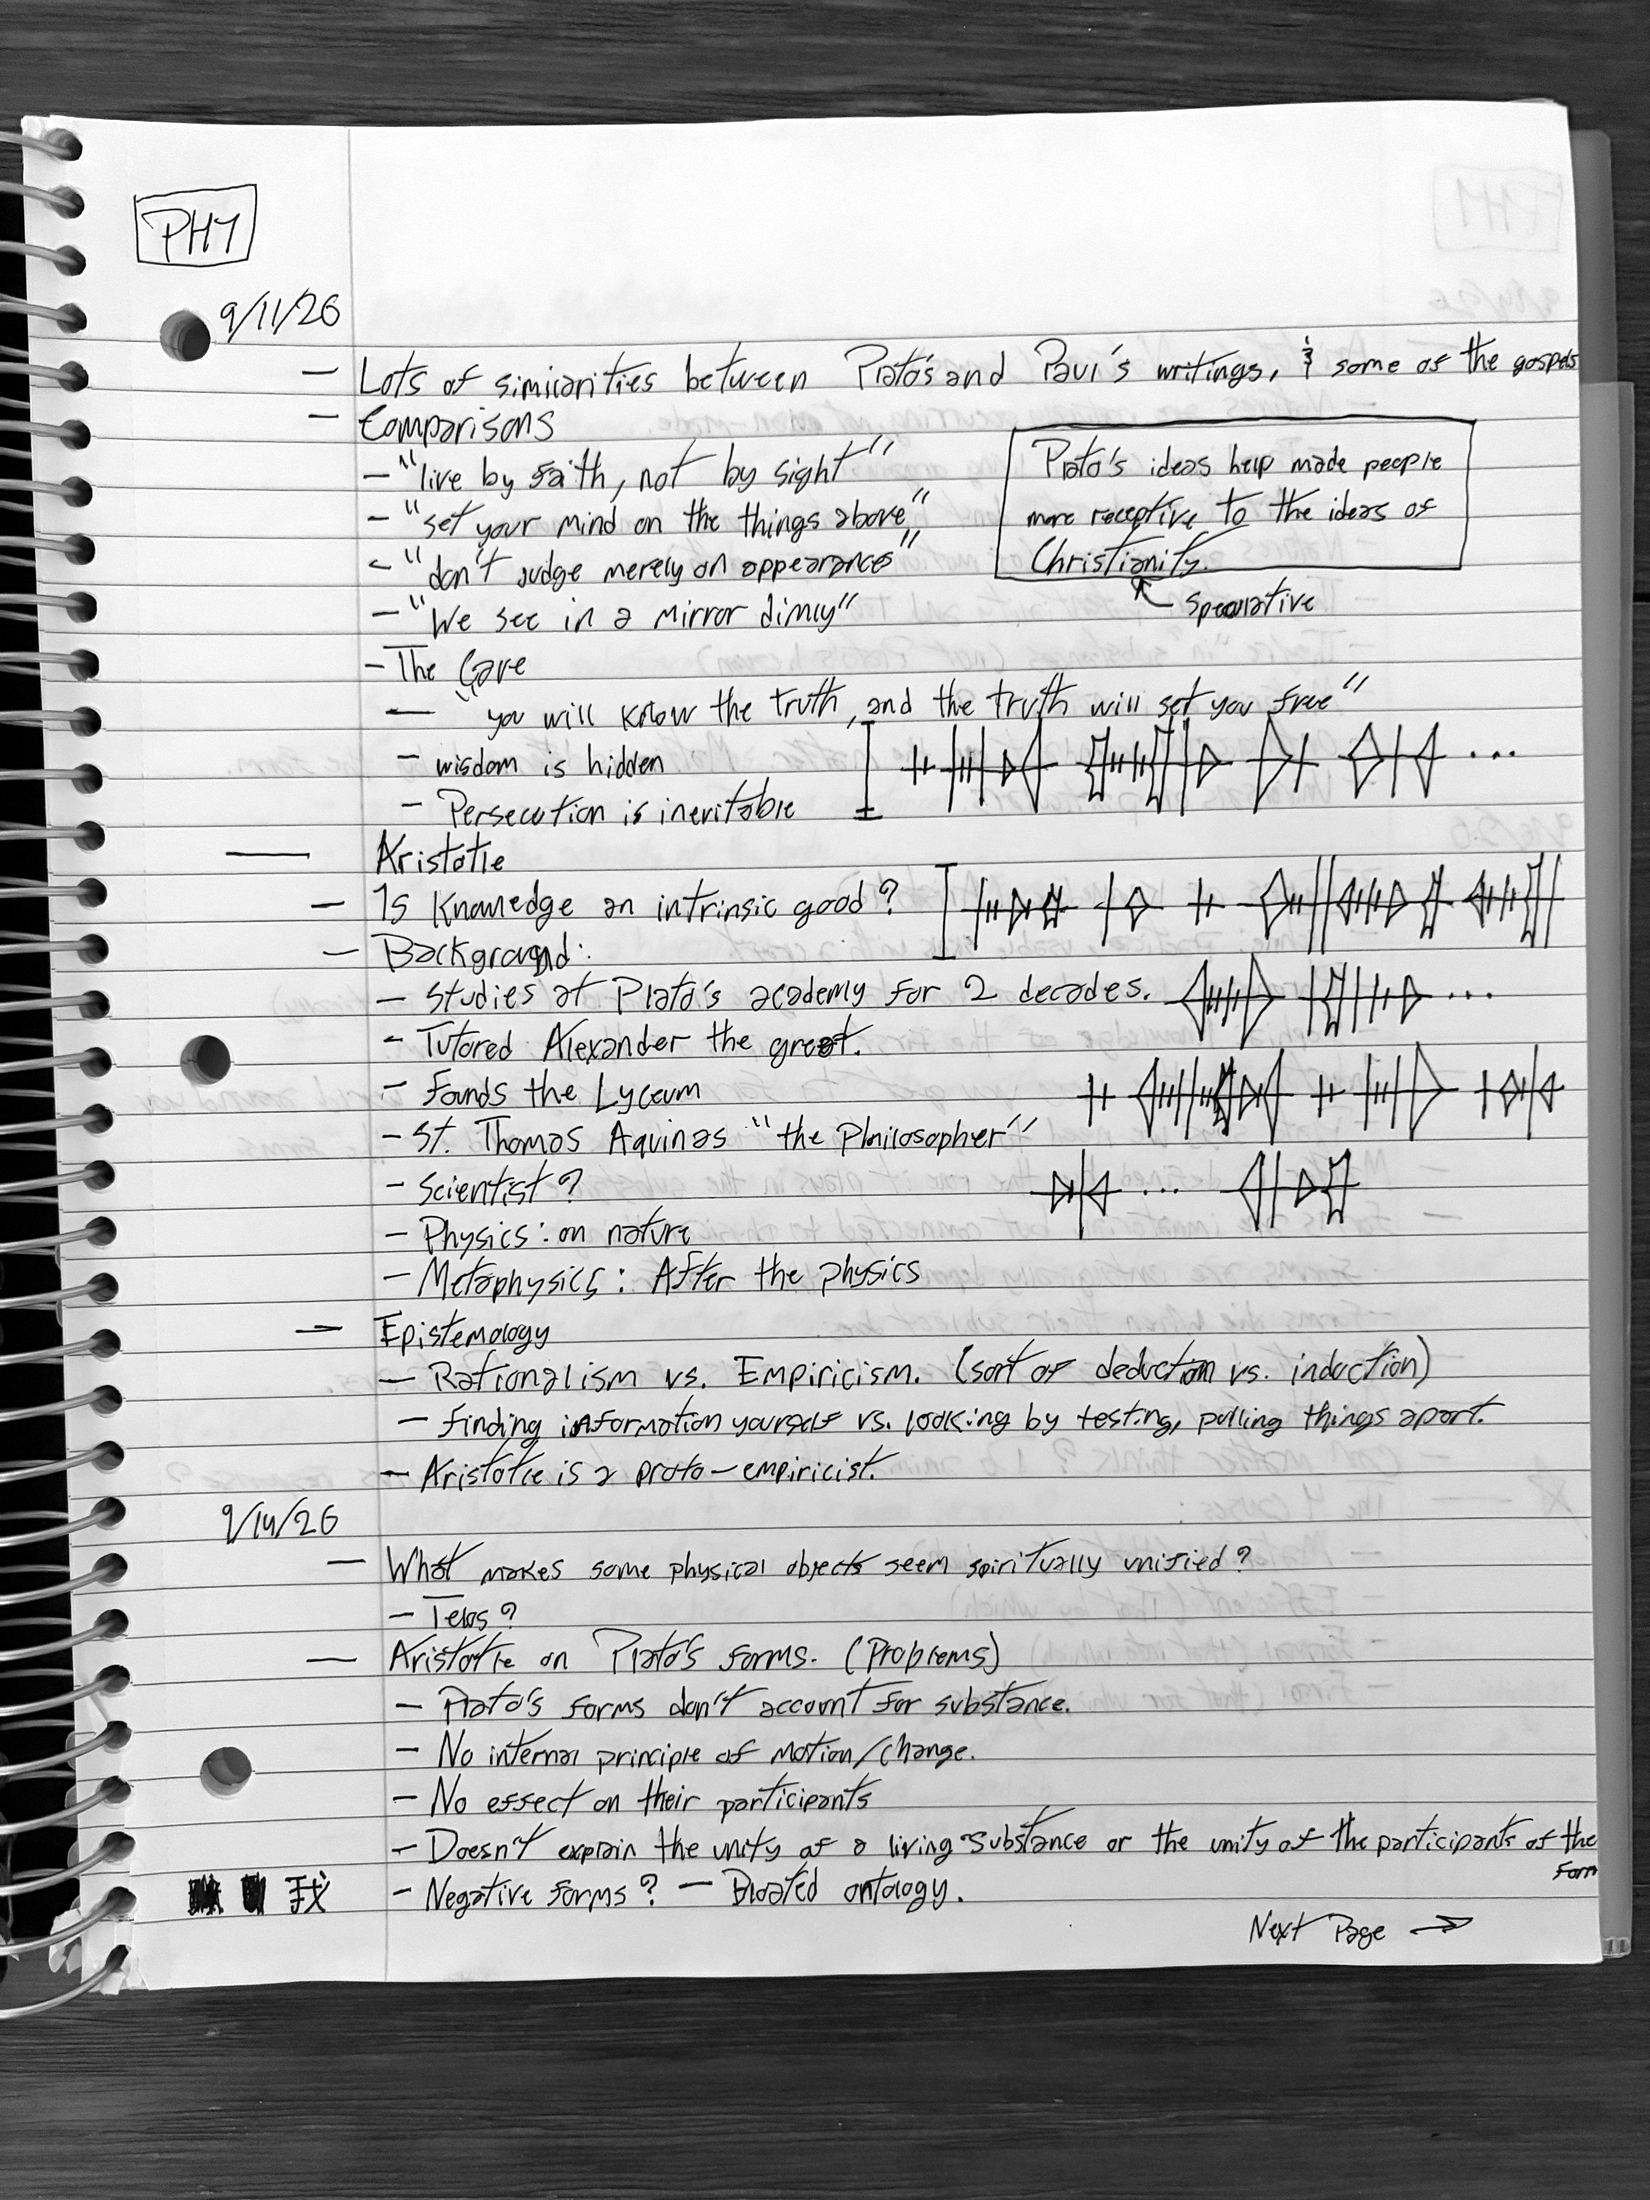 PHI
9/11/26
— Lots of similarities between Plato's and Paul's writings, & some of the gospels
— Comparisons
— "live by faith, not by sight"
— "set your mind on the things above"
— "don't judge merely on appearance"
— "We see in a mirror dimly"
Plato's ideas help made people
more receptive to the ideas of
Christianity.
Speculative
— The Cave
— "you will know the truth, and the truth will set you free"
— wisdom is hidden
— Persecution is inevitable
— Aristotle
— Is Knowledge an intrinsic good?
— Background:
— Studies at Plato's academy for 2 decades.
— Tutored Alexander the great.
— Founds the Lyceum
— St. Thomas Aquinas "the Philosopher"
— Scientist?
— Physics: on nature
— Metaphysics: After the physics
— Epistemology
— Rationalism vs. Empiricism. (sort of deduction vs. induction)
— finding information yourself vs. looking by testing, pulling things apart.
— Aristotle is a proto-empiricist.
9/14/26
— What makes some physical objects seem spiritually unified?
— Telos?
— Aristotle on Plato's forms. (Problems)
— Plato's forms don't account for substance.
— No internal principle of motion/change.
— No effect on their participants
— Doesn't explain the unity of a living substance or the unity of the participants of the
form
我
— Negative forms? — Bloated ontology.
Next Page →